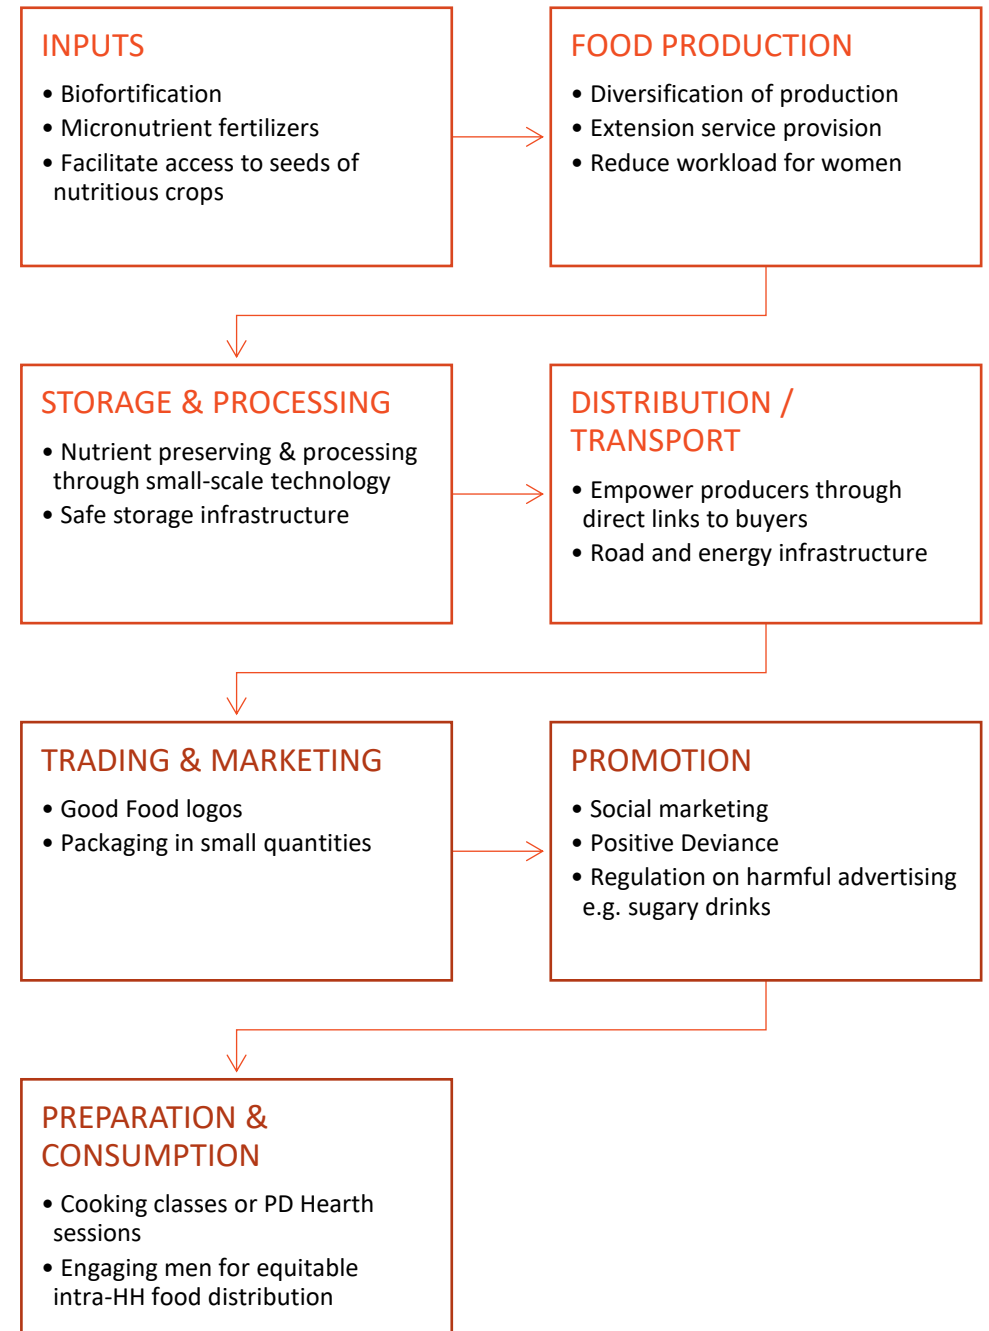 INPUTS
• Biofortification
• Micronutrient fertilizers
• Facilitate access to seeds of
nutritious crops
FOOD PRODUCTION
• Diversification of production
• Extension service provision
• Reduce workload for women
STORAGE & PROCESSING
• Nutrient preserving & processing
through small-scale technology
• Safe storage infrastructure
DISTRIBUTION /
TRANSPORT
• Empower producers through
direct links to buyers
• Road and energy infrastructure
TRADING & MARKETING
• Good Food logos
• Packaging in small quantities
PROMOTION
• Social marketing
• Positive Deviance
• Regulation on harmful advertising
e.g. sugary drinks
PREPARATION &
CONSUMPTION
• Cooking classes or PD Hearth
sessions
• Engaging men for equitable
intra-HH food distribution